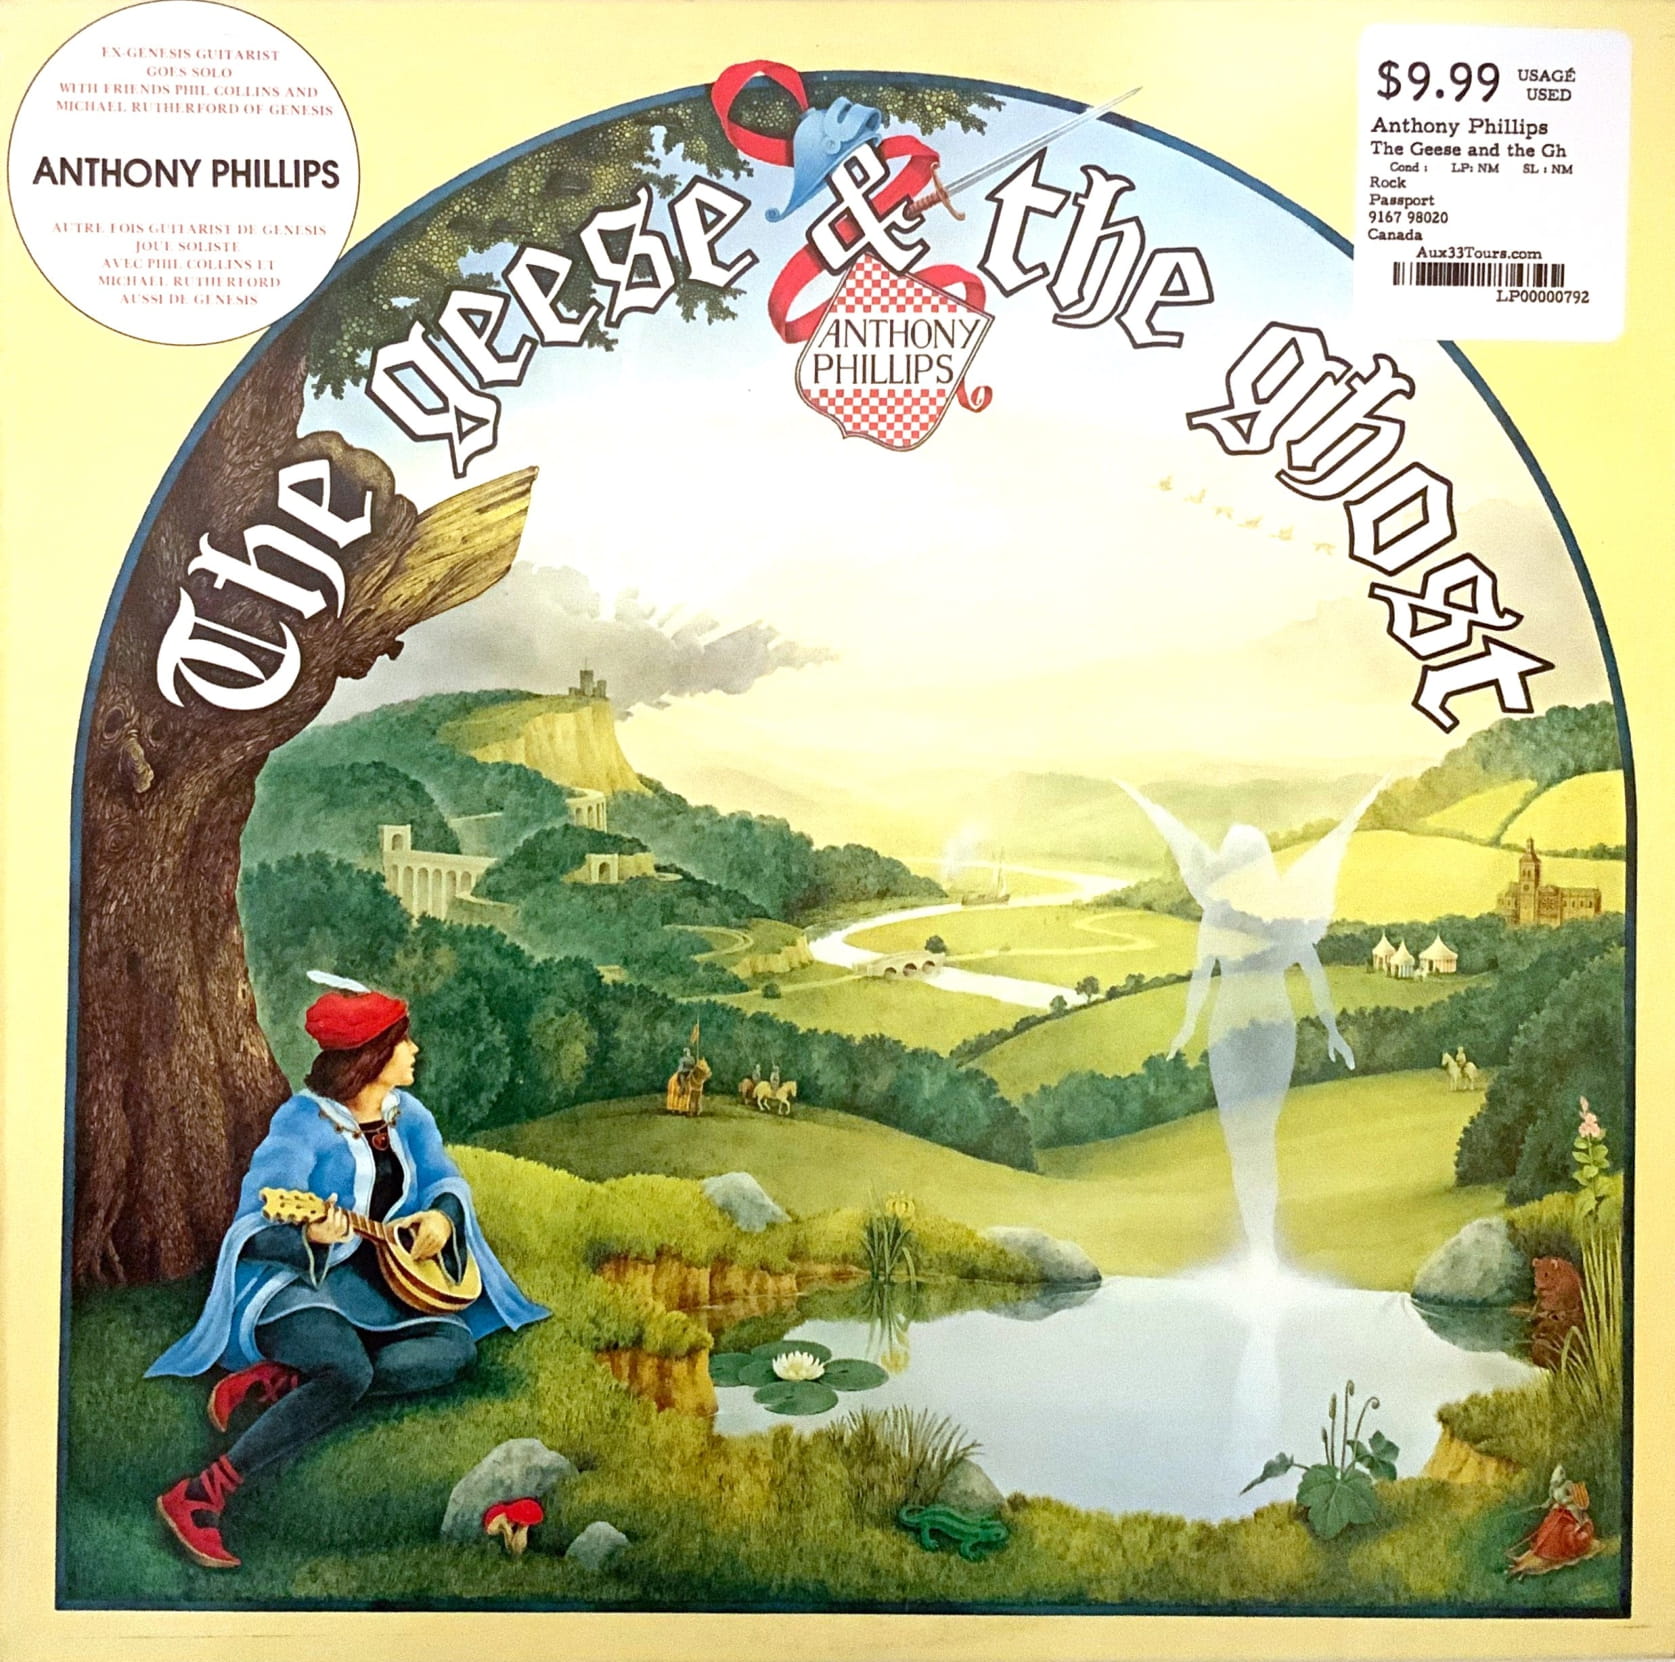 EX-GENESIS GUITARIST
GOES SOLO
WITH FRIENDS PHIL COLLINS AND
MICHAEL RUTHERFORD OF GENESIS
ANTHONY PHILLIPS
AUTRE FOIS GUITARIST DE GENESIS
JOUE SOLISTE
AVEC PHIL COLLINS ET
MICHAEL RUTHERFORD
AUSSI DE GENESIS
The geese & the ghost
ANTHONY
PHILLIPS
$9.99 USAGÉ
USED
Anthony Phillips
The Geese and the Gh
Cond : LP: NM SL : NM
Rock
Passport
9167 98020
Canada
Aux33Tours.com
LP00000792